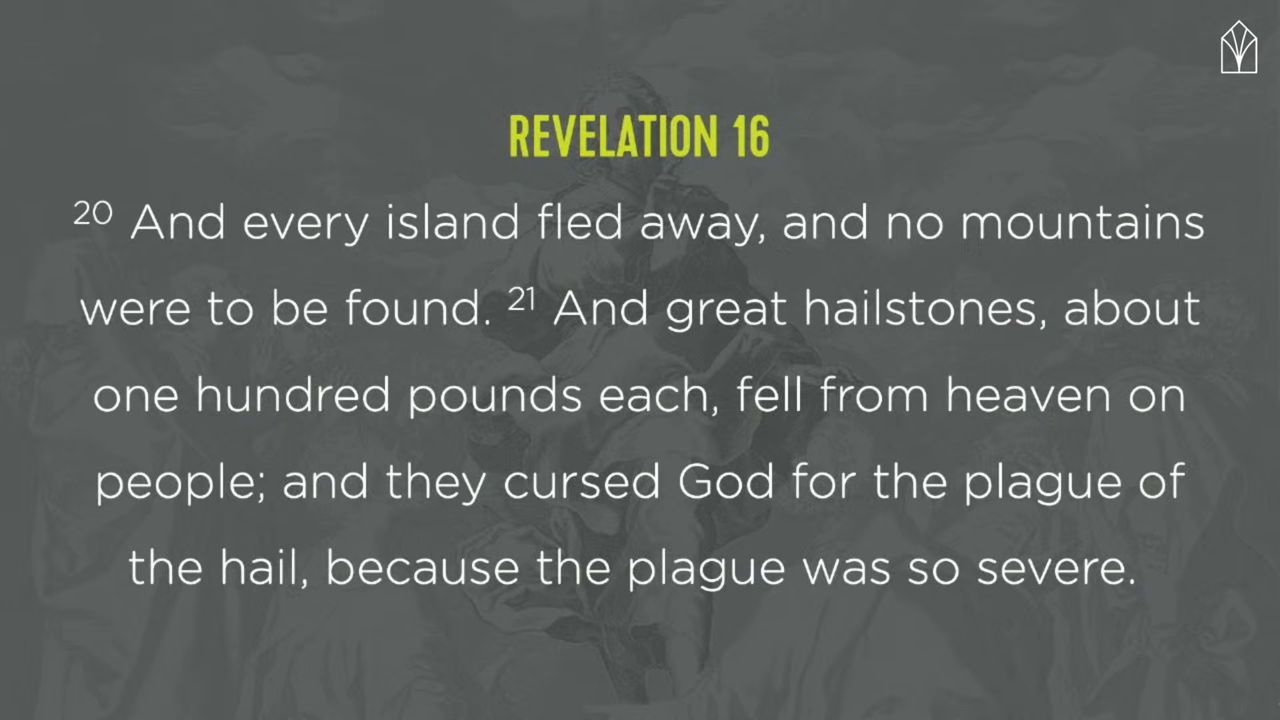 REVELATION 16
20 And every island fled away, and no mountains
were to be found. 21 And great hailstones, about
one hundred pounds each, fell from heaven on
people; and they cursed God for the plague of
the hail, because the plague was so severe.